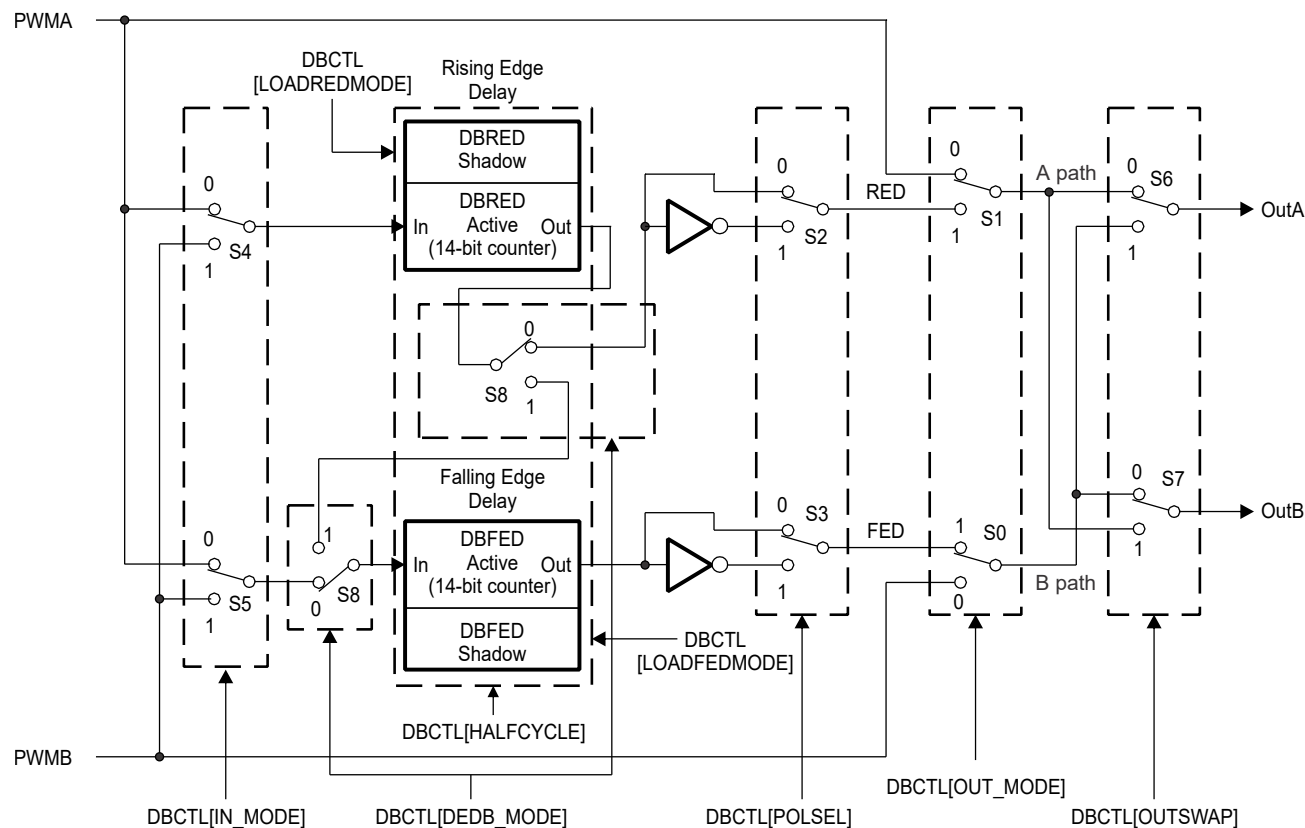 PWMA
DBCTL
[LOADREDMODE]
Rising Edge
Delay
DBRED
Shadow
DBRED
Active
(14-bit counter)
In
Out
0
S4
1
0
S8
1
0
S2
1
RED
0
S1
1
A path
0
S6
1
OutA
Falling Edge
Delay
DBFED
Active
(14-bit counter)
In
Out
DBFED
Shadow
0
S5
1
1
S8
0
0
S3
1
FED
1
S0
0
B path
0
S7
1
OutB
DBCTL
[LOADFEDMODE]
DBCTL[HALFCYCLE]
PWMB
DBCTL[IN_MODE]
DBCTL[DEDB_MODE]
DBCTL[POLSEL]
DBCTL[OUT_MODE]
DBCTL[OUTSWAP]